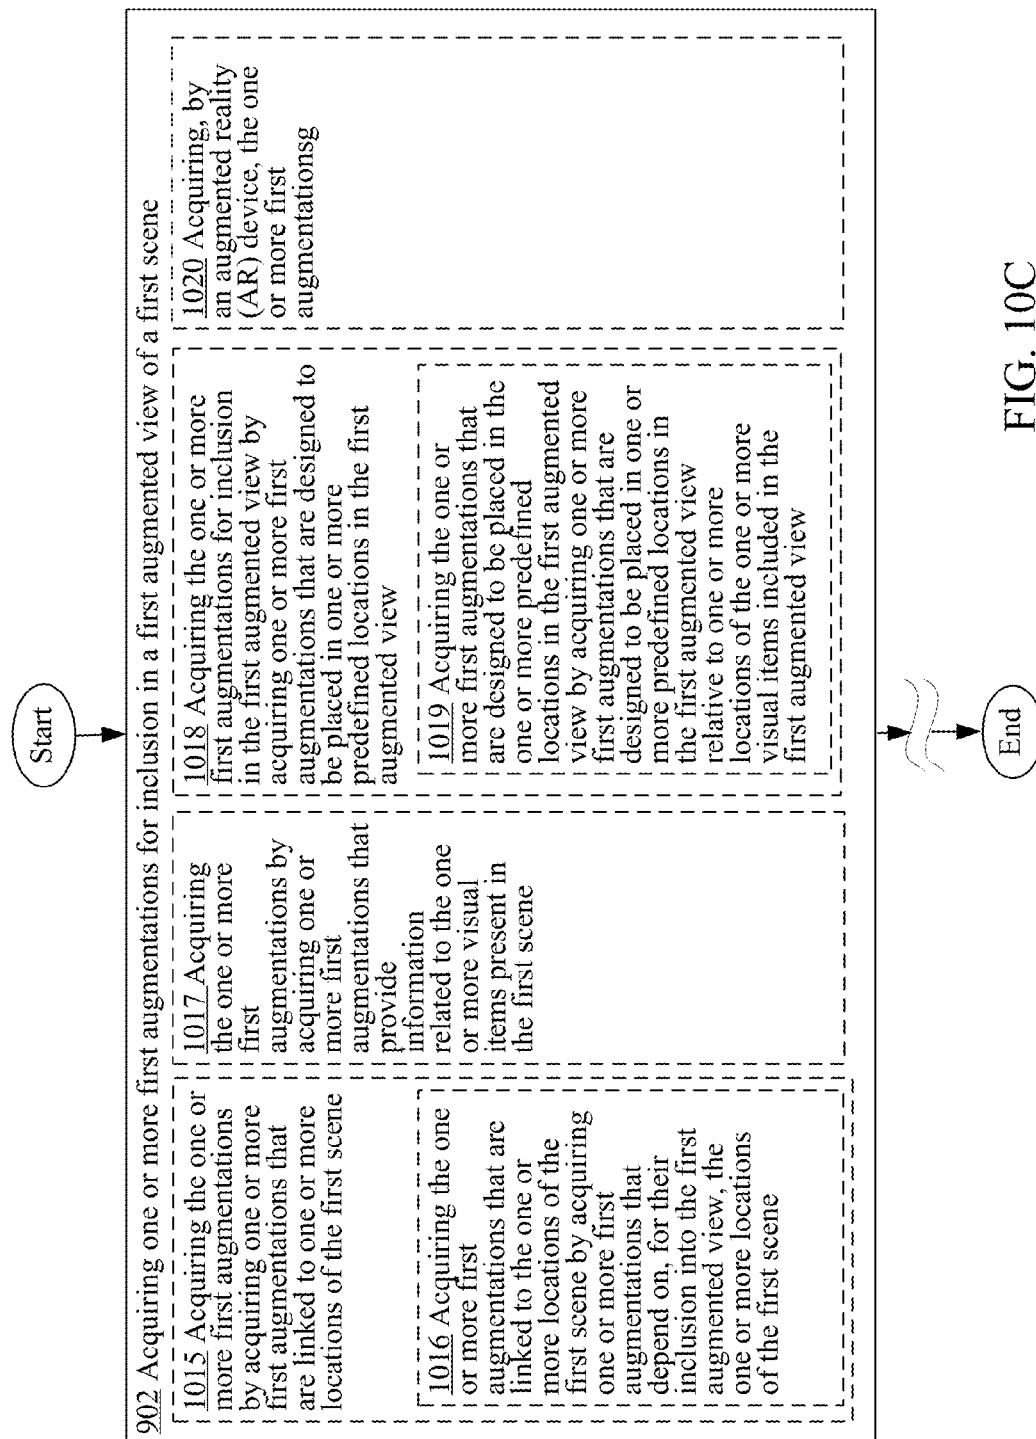 Start
902 Acquiring one or more first augmentations for inclusion in a first augmented view of a first scene
1015 Acquiring the one or
more first augmentations
by acquiring one or more
first augmentations that
are linked to one or more
locations of the first scene
1016 Acquiring the one
or more first
augmentations that are
linked to the one or
more locations of the
first scene by acquiring
one or more first
augmentations that
depend on, for their
inclusion into the first
augmented view, the
one or more locations
of the first scene
1017 Acquiring
the one or more
first
augmentations by
acquiring one or
more first
augmentations that
provide
information
related to the one
or more visual
items present in
the first scene
1018 Acquiring the one or more
first augmentations for inclusion
in the first augmented view by
acquiring one or more first
augmentations that are designed to
be placed in one or more
predefined locations in the first
augmented view
1019 Acquiring the one or
more first augmentations that
are designed to be placed in the
one or more predefined
locations in the first augmented
view by acquiring one or more
first augmentations that are
designed to be placed in one or
more predefined locations in
the first augmented view
relative to one or more
locations of the one or more
visual items included in the
first augmented view
1020 Acquiring, by
an augmented reality
(AR) device, the one
or more first
augmentationsg
End
FIG. 10C